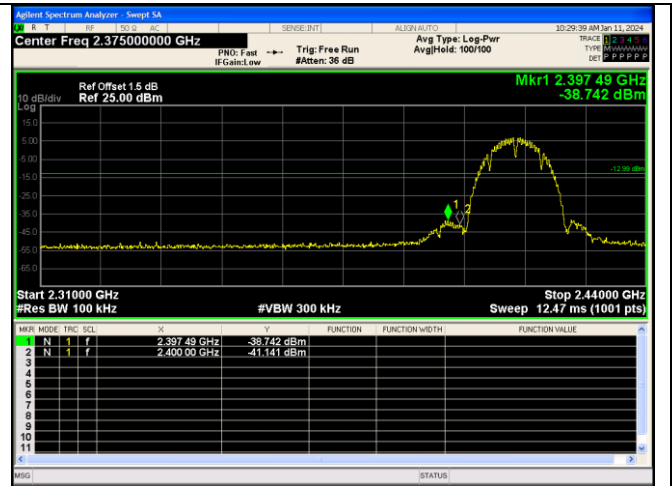 Agilent Spectrum Analyzer - Swept SA
R T RF 50 Ω AC SENSE:INT ALIGN AUTO 10:29:39 AM Jan 11, 2024
Center Freq 2.375000000 GHz PNO: Fast Trig: Free Run Avg Type: Log-Pwr TRACE 1 2 3 4 5 6
IFGain:Low #Atten: 36 dB Avg|Hold: 100/100 TYPE M
DET P P P P P P
Mkr1 2.397 49 GHz
-38.742 dBm
Ref Offset 1.5 dB
10 dB/div Ref 25.00 dBm
Log
15.0
5.00
-5.00
-12.99 dBm
-15.0
-25.0
1 2
-35.0
-45.0
-55.0
-65.0
Start 2.31000 GHz Stop 2.44000 GHz
#Res BW 100 kHz #VBW 300 kHz Sweep 12.47 ms (1001 pts)
MKR MODE TRC SCL X Y FUNCTION FUNCTION WIDTH FUNCTION VALUE
1 N 1 f 2.397 49 GHz -38.742 dBm
2 N 1 f 2.400 00 GHz -41.141 dBm
3
4
5
6
7
8
9
10
11
MSG STATUS